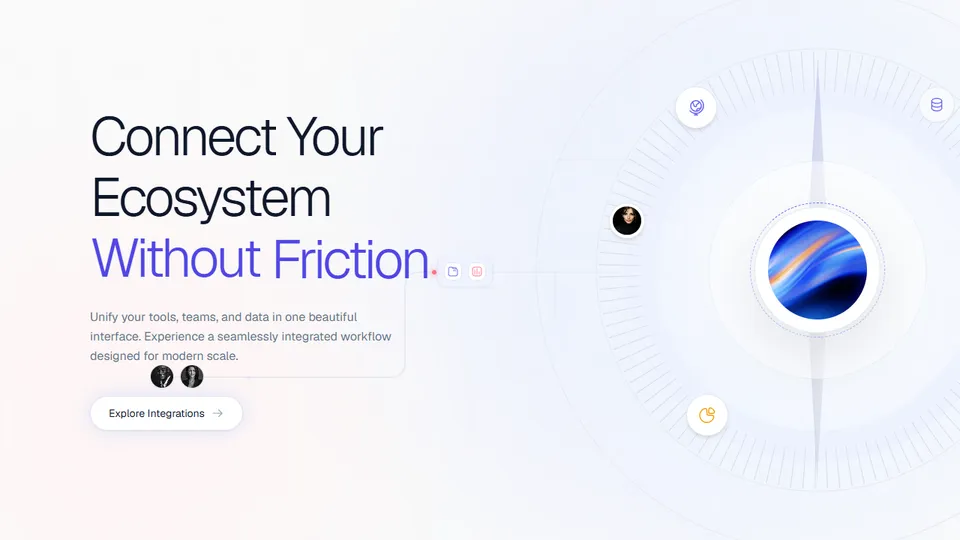 Connect Your
Ecosystem
Without Friction.
Unify your tools, teams, and data in one beautiful
interface. Experience a seamlessly integrated workflow
designed for modern scale.
Explore Integrations